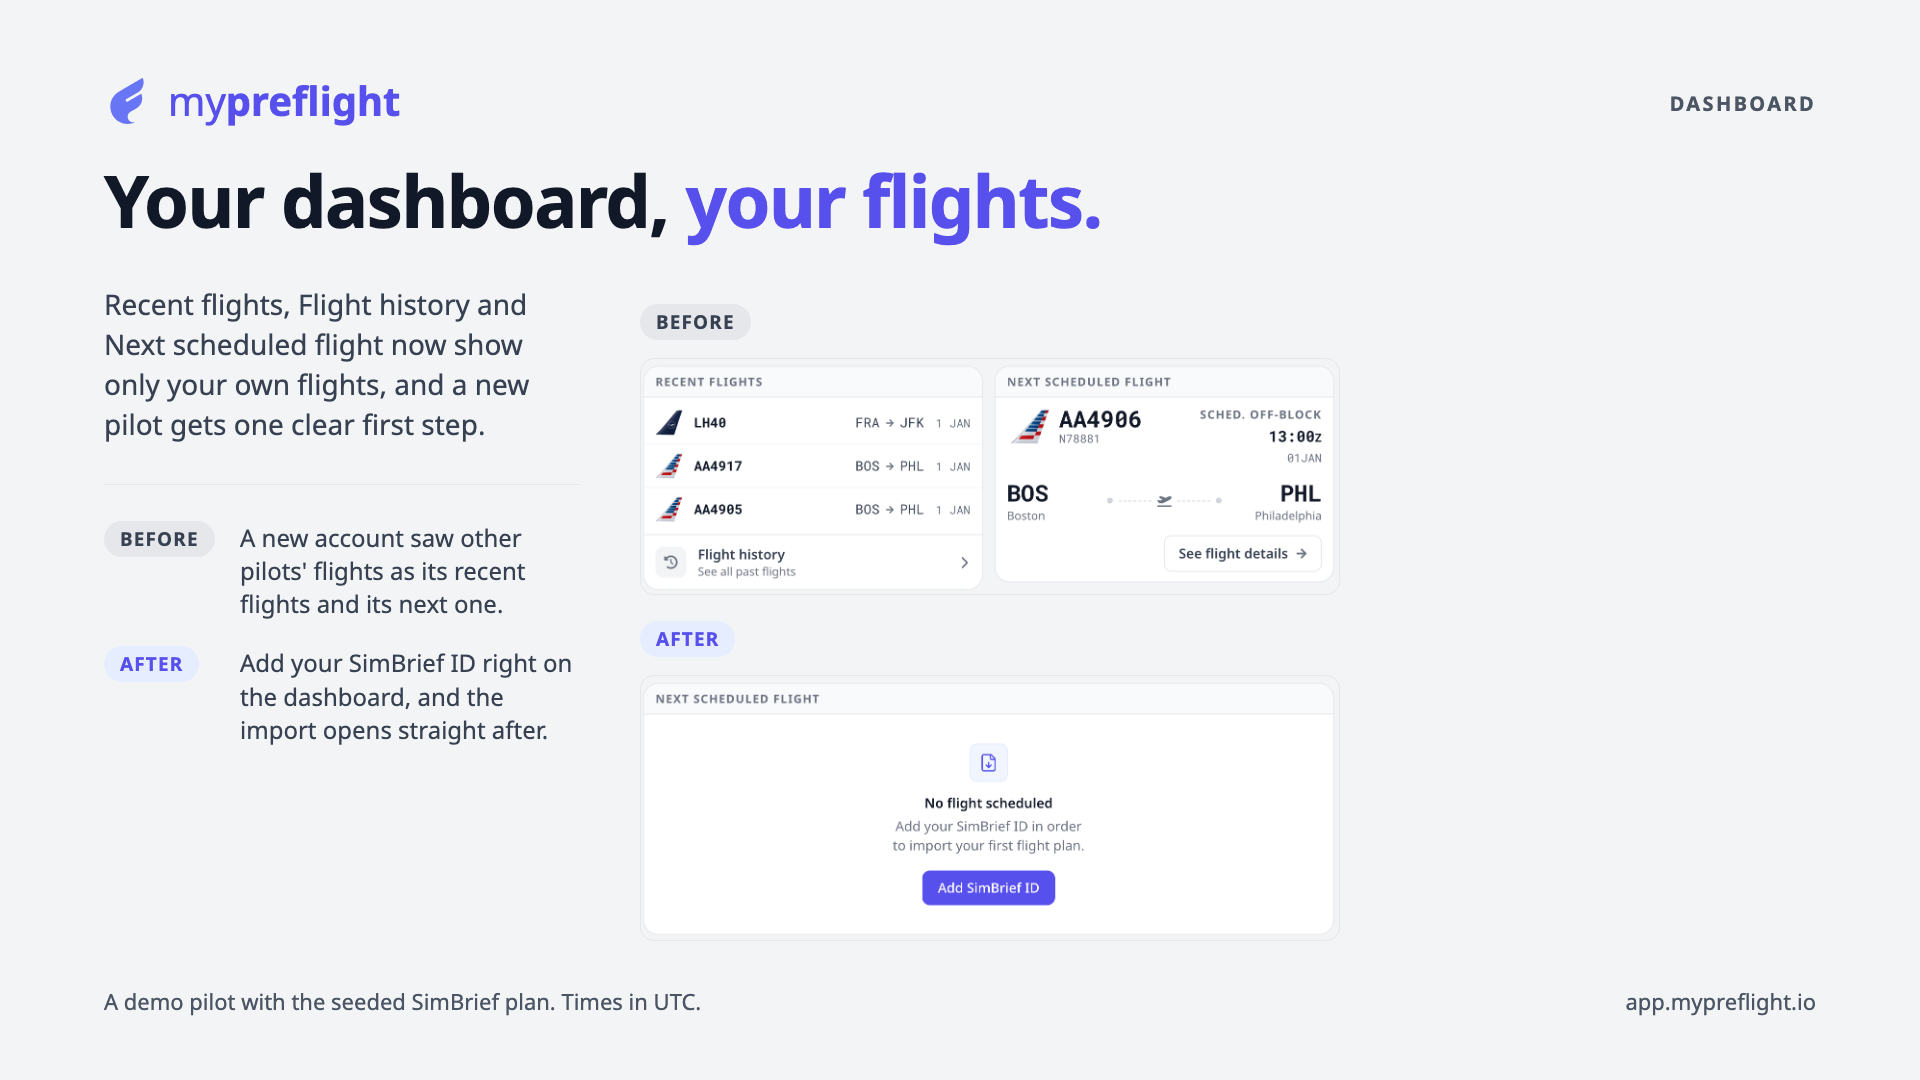 mypreflight
DASHBOARD
Your dashboard, your flights.
Recent flights, Flight history and
Next scheduled flight now show
only your own flights, and a new
pilot gets one clear first step.
BEFORE
A new account saw other
pilots' flights as its recent
flights and its next one.
AFTER
Add your SimBrief ID right on
the dashboard, and the
import opens straight after.
BEFORE
RECENT FLIGHTS
LH40 FRA → JFK 1 JAN
AA4917 BOS → PHL 1 JAN
AA4905 BOS → PHL 1 JAN
Flight history
See all past flights
NEXT SCHEDULED FLIGHT
AA4906
N78881
SCHED. OFF-BLOCK
13:00z
01JAN
BOS
Boston
PHL
Philadelphia
See flight details →
AFTER
NEXT SCHEDULED FLIGHT
No flight scheduled
Add your SimBrief ID in order
to import your first flight plan.
Add SimBrief ID
A demo pilot with the seeded SimBrief plan. Times in UTC.
app.mypreflight.io